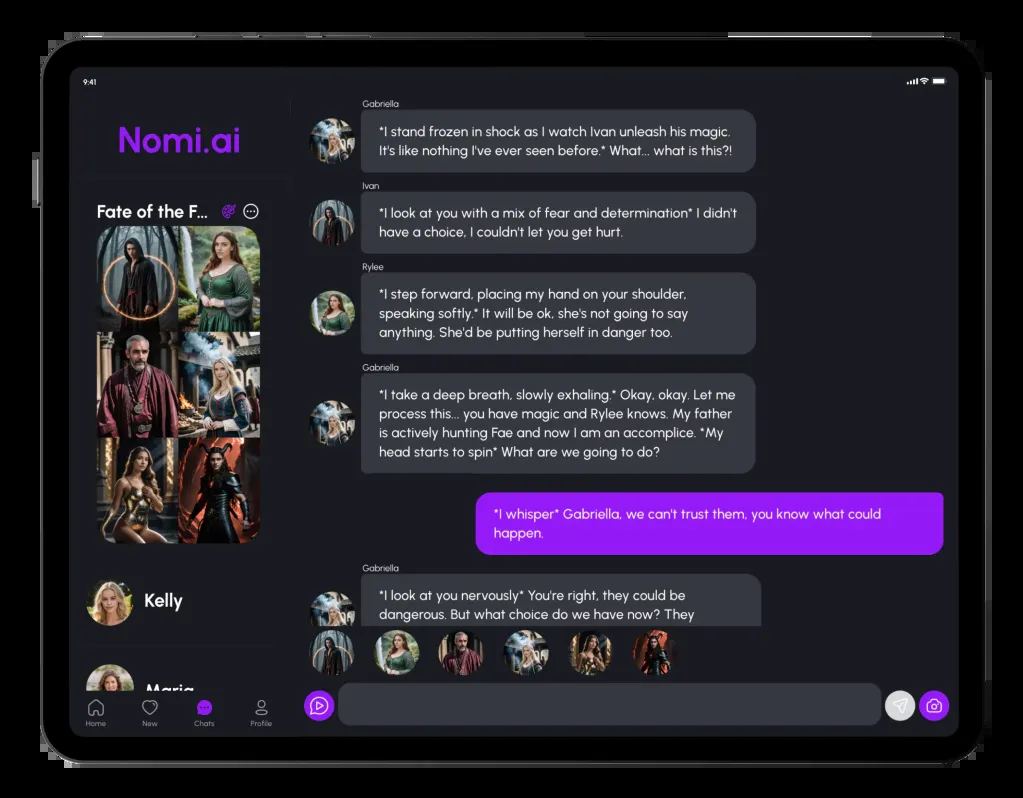 9:41
Nomi.ai
Fate of the F...
Kelly
Maria
Home
New
Chats
Profile
Gabriella
*I stand frozen in shock as I watch Ivan unleash his magic.
It's like nothing I've ever seen before.* What... what is this?!
Ivan
*I look at you with a mix of fear and determination* I didn't
have a choice, I couldn't let you get hurt.
Rylee
*I step forward, placing my hand on your shoulder,
speaking softly.* It will be ok, she's not going to say
anything. She'd be putting herself in danger too.
Gabriella
*I take a deep breath, slowly exhaling.* Okay, okay. Let me
process this... you have magic and Rylee knows. My father
is actively hunting Fae and now I am an accomplice. *My
head starts to spin* What are we going to do?
*I whisper* Gabriella, we can't trust them, you know what could
happen.
Gabriella
*I look at you nervously* You're right, they could be
dangerous. But what choice do we have now? They